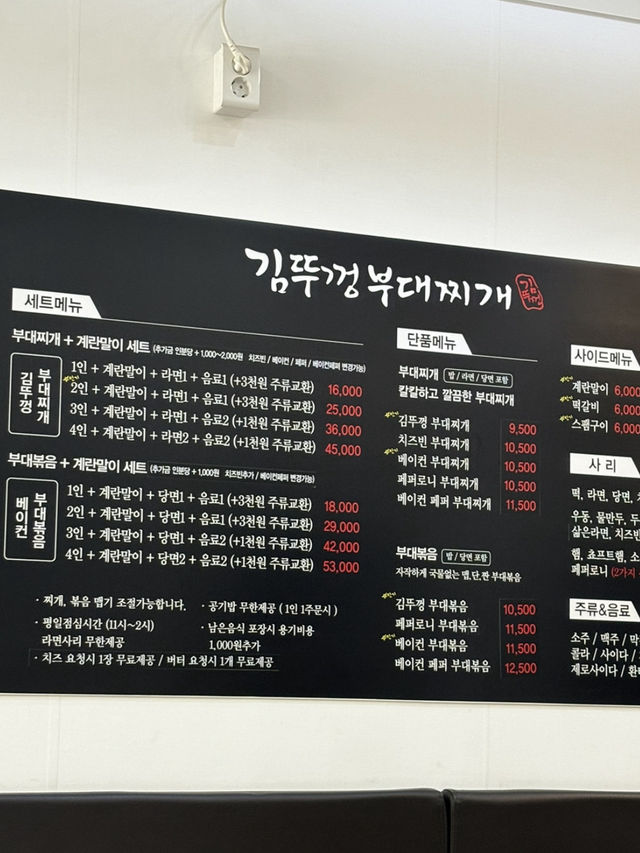 김뚜껑부대찌개
김뚜껑
세트메뉴
부대찌개 + 계란말이 세트 (추가금 인분당 + 1,000~2,000원 치즈빈 / 베이컨 / 페퍼 / 베이컨페퍼 변경가능)
김뚜껑
부대찌개
1인 + 계란말이 + 라면1 + 음료1 (+3천원 주류교환) 16,000
2인 + 계란말이 + 라면1 + 음료1 (+3천원 주류교환) 25,000
3인 + 계란말이 + 라면1 + 음료2 (+1천원 주류교환) 36,000
4인 + 계란말이 + 라면2 + 음료2 (+1천원 주류교환) 45,000
부대볶음 + 계란말이 세트 (추가금 인분당 + 1,000원 치즈빈추가 / 베이컨페퍼 변경가능)
베이컨
부대볶음
1인 + 계란말이 + 당면1 + 음료1 (+3천원 주류교환) 18,000
2인 + 계란말이 + 당면1 + 음료1 (+3천원 주류교환) 29,000
3인 + 계란말이 + 당면1 + 음료2 (+1천원 주류교환) 42,000
4인 + 계란말이 + 당면2 + 음료2 (+1천원 주류교환) 53,000
· 찌개, 볶음 맵기 조절가능합니다.
· 평일점심시간 (11시~2시)
라면사리 무한제공
· 치즈 요청시 1장 무료제공 / 버터 요청시 1개 무료제공
· 공기밥 무한제공 ( 1인 1주문시 )
· 남은음식 포장시 용기비용
1,000원추가
단품메뉴
부대찌개 밥 / 라면 / 당면 포함
칼칼하고 깔끔한 부대찌개
김뚜껑 부대찌개 9,500
치즈빈 부대찌개 10,500
베이컨 부대찌개 10,500
페퍼로니 부대찌개 10,500
베이컨 페퍼 부대찌개 11,500
부대볶음 밥 / 당면 포함
자작하게 국물없는 맵,단,짠 부대볶음
김뚜껑 부대볶음 10,500
페퍼로니 부대볶음 11,500
베이컨 부대볶음 11,500
베이컨 페퍼 부대볶음 12,500
사이드메뉴
계란말이 6,000
떡갈비 6,000
스팸구이 6,000
사 리
떡, 라면, 당면,
우동, 물만두, 두
삶은라면, 치즈빈
햄, 쵸프트햄, 소
페퍼로니 (2가지
주류&음료
소주 / 맥주 / 막
콜라 / 사이다 /
제로사이다 / 환